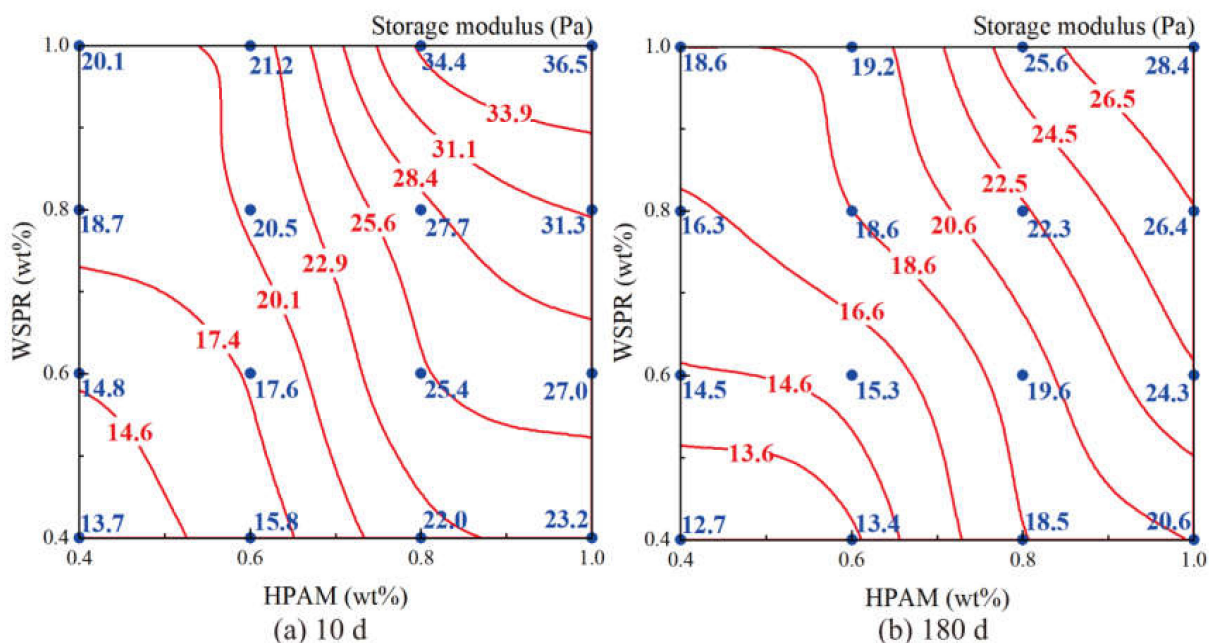 Storage modulus (Pa)
1.0
20.1 21.2 34.4 36.5
33.9
31.1
28.4
0.8
18.7 20.5 27.7 31.3
25.6
22.9
20.1
17.4
0.6
14.8 17.6 25.4 27.0
14.6
13.7 15.8 22.0 23.2
0.4
0.4 0.6 0.8 1.0
WSPR (wt%)
HPAM (wt%)
(a) 10 d
Storage modulus (Pa)
1.0
18.6 19.2 25.6 28.4
26.5
24.5
22.5
0.8
16.3 18.6 22.3 26.4
20.6
18.6
16.6
0.6
14.5 15.3 19.6 24.3
14.6
13.6
12.7 13.4 18.5 20.6
0.4
0.4 0.6 0.8 1.0
WSPR (wt%)
HPAM (wt%)
(b) 180 d